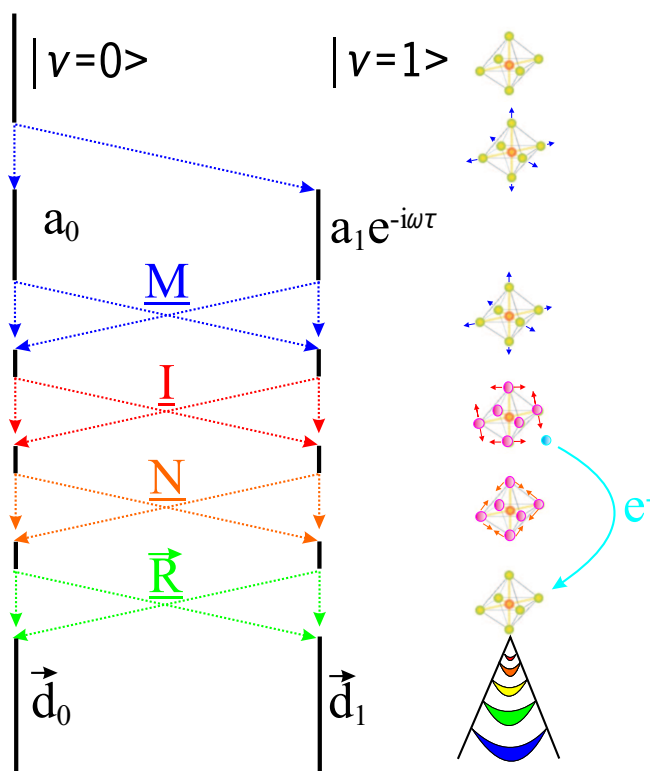 |v=0> |v=1>
a₀ a₁e⁻ⁱωτ
M
I
N
e⁻
R
d₀ d₁